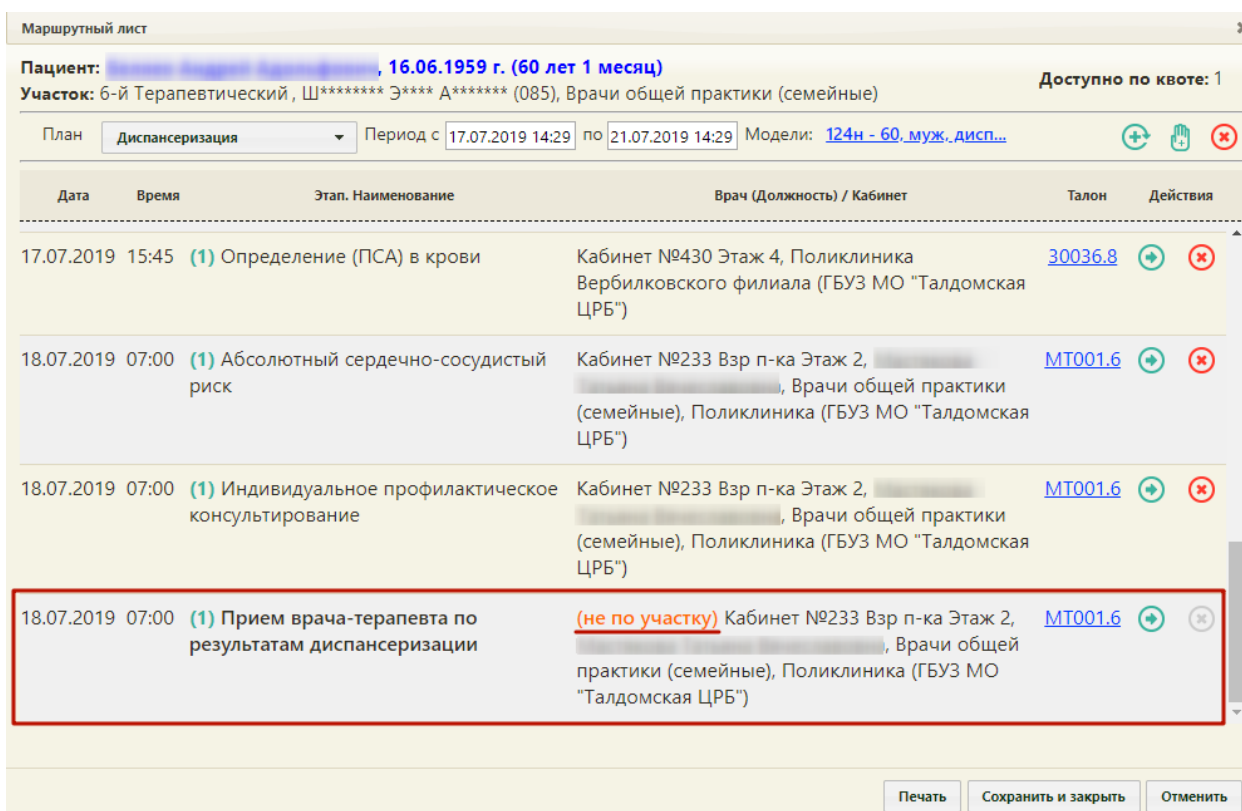 Маршрутный лист
Пациент: , 16.06.1959 г. (60 лет 1 месяц)
Доступно по квоте: 1
Участок: 6-й Терапевтический , Ш******** Э**** А******* (085), Врачи общей практики (семейные)
План Диспансеризация Период с 17.07.2019 14:29 по 21.07.2019 14:29 Модели: 124н - 60, муж, дисп...
Дата Время Этап. Наименование Врач (Должность) / Кабинет Талон Действия
17.07.2019 15:45 (1) Определение (ПСА) в крови Кабинет №430 Этаж 4, Поликлиника 30036.8
Вербилковского филиала (ГБУЗ МО "Талдомская
ЦРБ")
18.07.2019 07:00 (1) Абсолютный сердечно-сосудистый Кабинет №233 Взр п-ка Этаж 2, МТ001.6
риск , Врачи общей практики
(семейные), Поликлиника (ГБУЗ МО "Талдомская
ЦРБ")
18.07.2019 07:00 (1) Индивидуальное профилактическое Кабинет №233 Взр п-ка Этаж 2, МТ001.6
консультирование , Врачи общей практики
(семейные), Поликлиника (ГБУЗ МО "Талдомская
ЦРБ")
18.07.2019 07:00 (1) Прием врача-терапевта по (не по участку) Кабинет №233 Взр п-ка Этаж 2, МТ001.6
результатам диспансеризации , Врачи общей
практики (семейные), Поликлиника (ГБУЗ МО
"Талдомская ЦРБ")
Печать Сохранить и закрыть Отменить